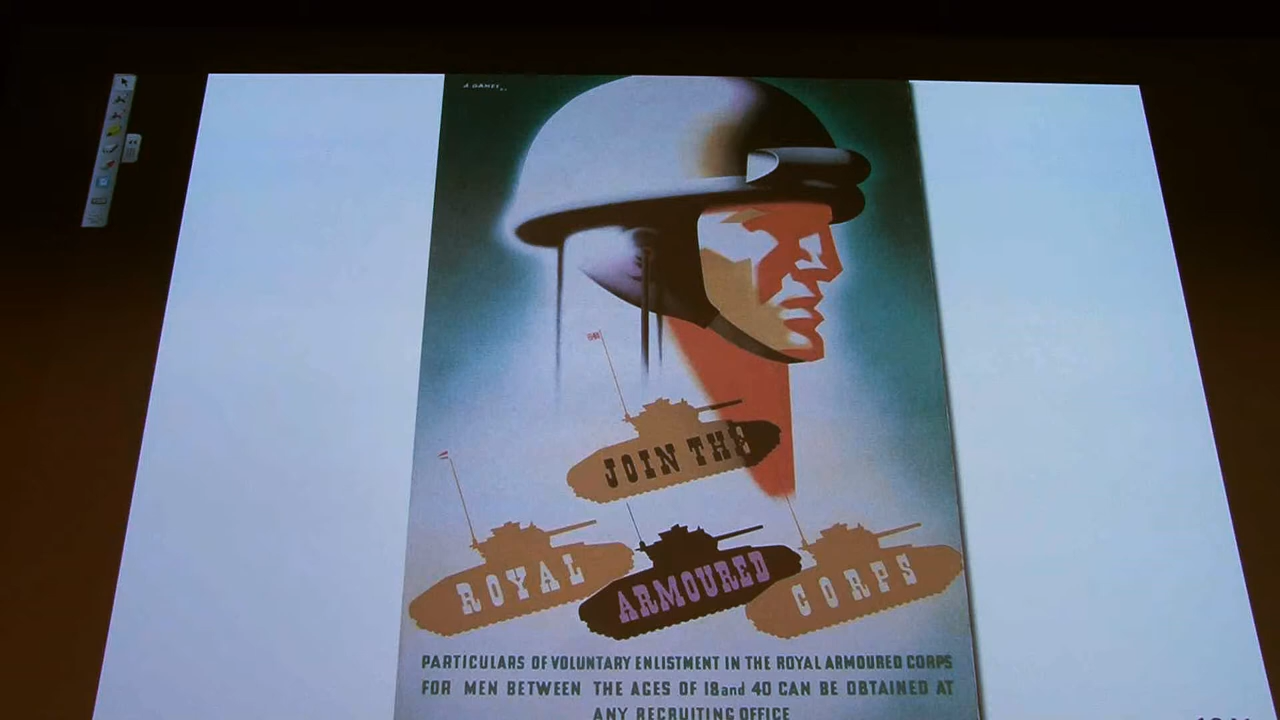 A. GAMES
JOIN THE
ROYAL ARMOURED CORPS
PARTICULARS OF VOLUNTARY ENLISTMENT IN THE ROYAL ARMOURED CORPS
FOR MEN BETWEEN THE AGES OF 18 and 40 CAN BE OBTAINED AT
ANY RECRUITING OFFICE